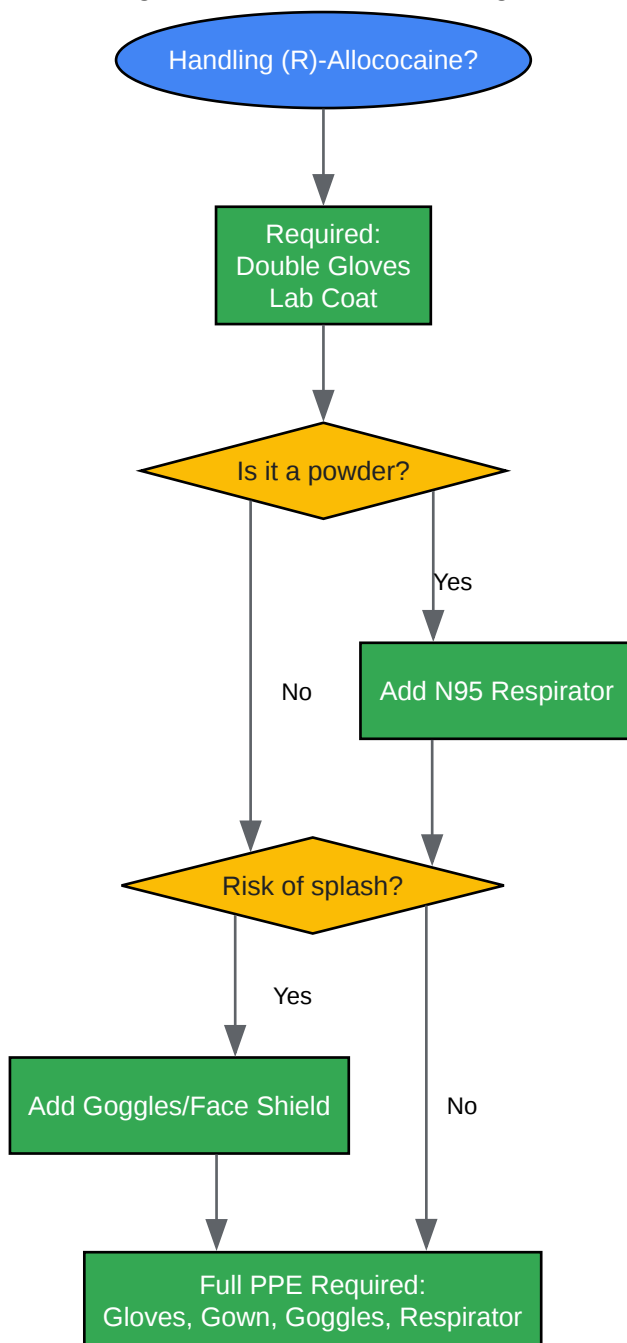 Handling (R)-Allococaine?
Required:
Double Gloves
Lab Coat
Is it a powder?
Yes
No
Add N95 Respirator
Risk of splash?
Yes
No
Add Goggles/Face Shield
Full PPE Required:
Gloves, Gown, Goggles, Respirator